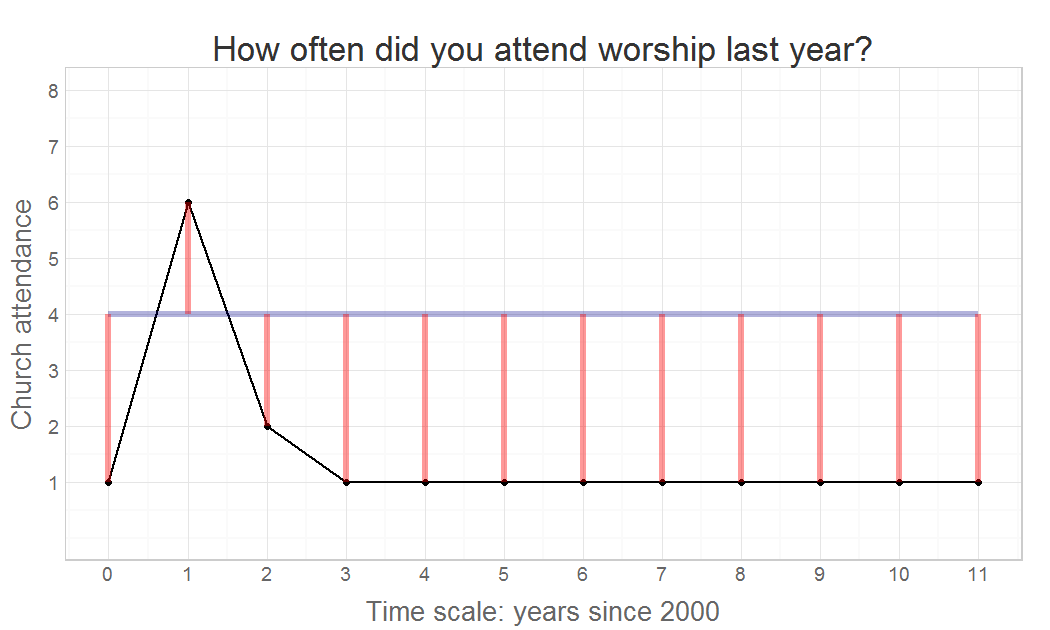 How often did you attend worship last year?
Church attendance
8
7
6
5
4
3
2
1
0 1 2 3 4 5 6 7 8 9 10 11
Time scale: years since 2000